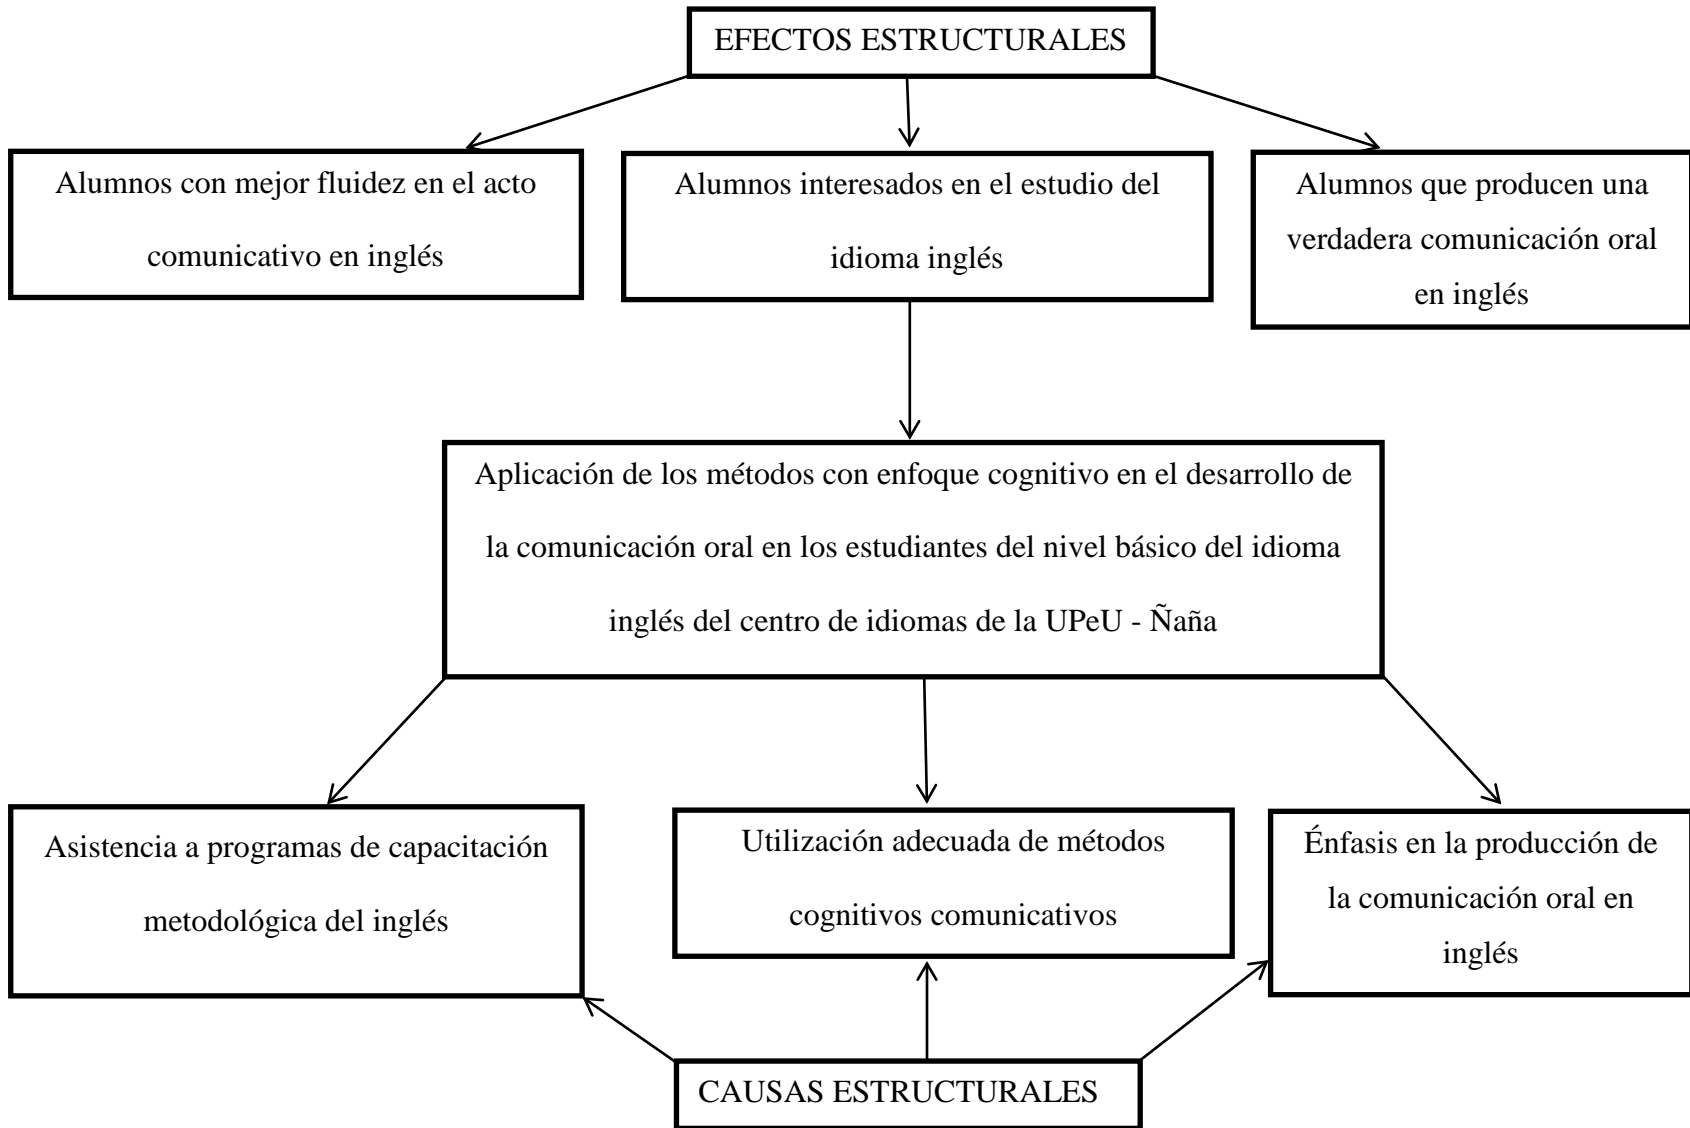 EFECTOS ESTRUCTURALES
Alumnos con mejor fluidez en el acto
comunicativo en inglés
Alumnos interesados en el estudio del
idioma inglés
Alumnos que producen una
verdadera comunicación oral
en inglés
Aplicación de los métodos con enfoque cognitivo en el desarrollo de
la comunicación oral en los estudiantes del nivel básico del idioma
inglés del centro de idiomas de la UPeU - Ñaña
Asistencia a programas de capacitación
metodológica del inglés
Utilización adecuada de métodos
cognitivos comunicativos
Énfasis en la producción de
la comunicación oral en
inglés
CAUSAS ESTRUCTURALES